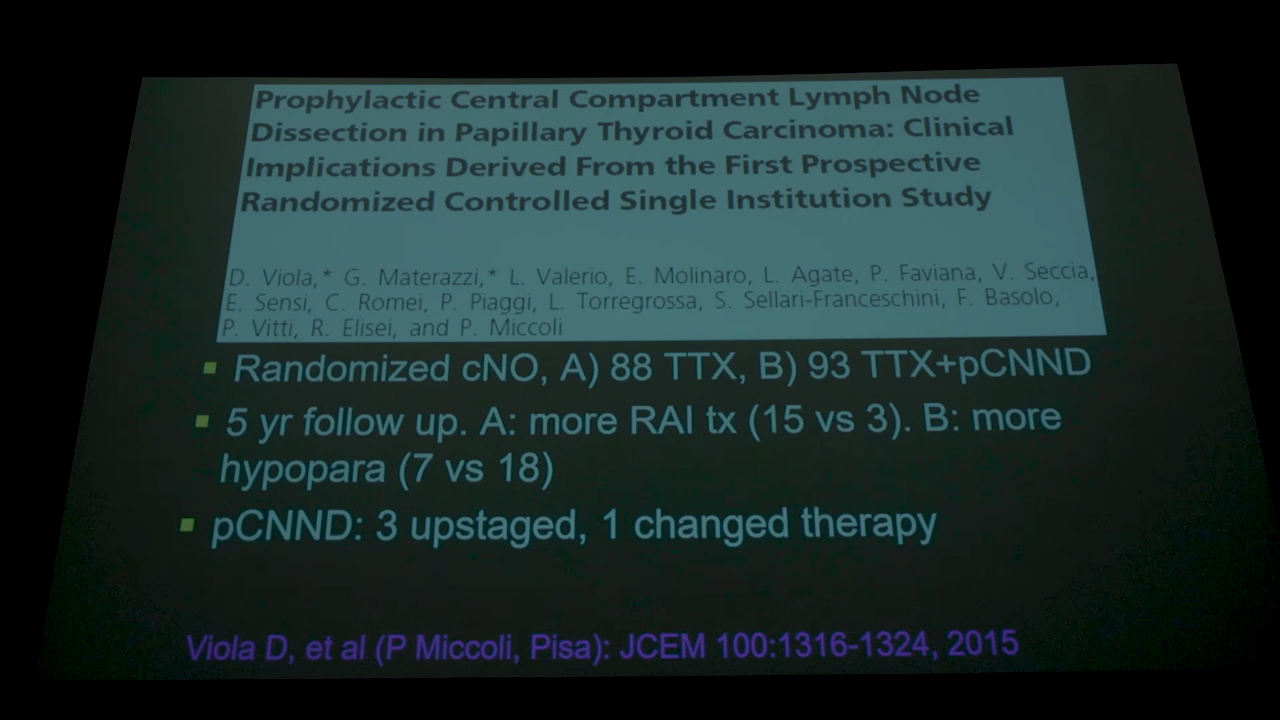 Prophylactic Central Compartment Lymph Node
Dissection in Papillary Thyroid Carcinoma: Clinical
Implications Derived From the First Prospective
Randomized Controlled Single Institution Study
D. Viola,* G. Materazzi,* L. Valerio, E. Molinaro, L. Agate, P. Faviana, V. Seccia,
E. Sensi, C. Romei, P. Piaggi, L. Torregrossa, S. Sellari-Franceschini, F. Basolo,
P. Vitti, R. Elisei, and P. Miccoli
▪ Randomized cNO, A) 88 TTX, B) 93 TTX+pCNND
▪ 5 yr follow up. A: more RAI tx (15 vs 3). B: more
hypopara (7 vs 18)
▪ pCNND: 3 upstaged, 1 changed therapy
Viola D, et al (P Miccoli, Pisa): JCEM 100:1316-1324, 2015